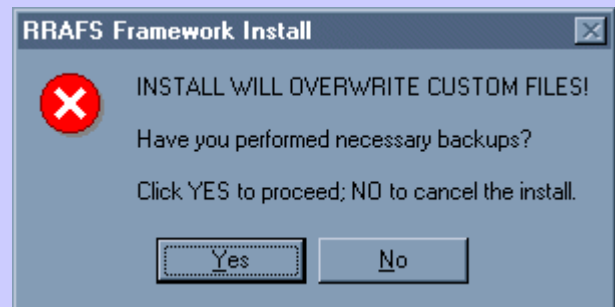 RRAFS Framework Install
INSTALL WILL OVERWRITE CUSTOM FILES!
Have you performed necessary backups?
Click YES to proceed; NO to cancel the install.
Yes
No